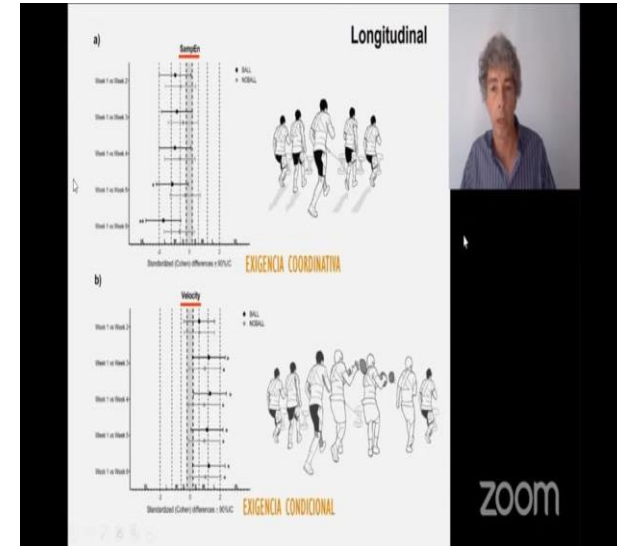 Longitudinal
a)
SampEn
BALL
NOBALL
Week 1 vs Week 2
Week 1 vs Week 3
Week 1 vs Week 4
Week 1 vs Week 5
Week 1 vs Week 6
Standardized (Cohen) differences ± 90%IC
EXIGENCIA COORDINATIVA
b)
Velocity
BALL
NOBALL
Week 1 vs Week 2
Week 1 vs Week 3
Week 1 vs Week 4
Week 1 vs Week 5
Week 1 vs Week 6
Standardized (Cohen) differences ± 90%IC
EXIGENCIA CONDICIONAL
zoom